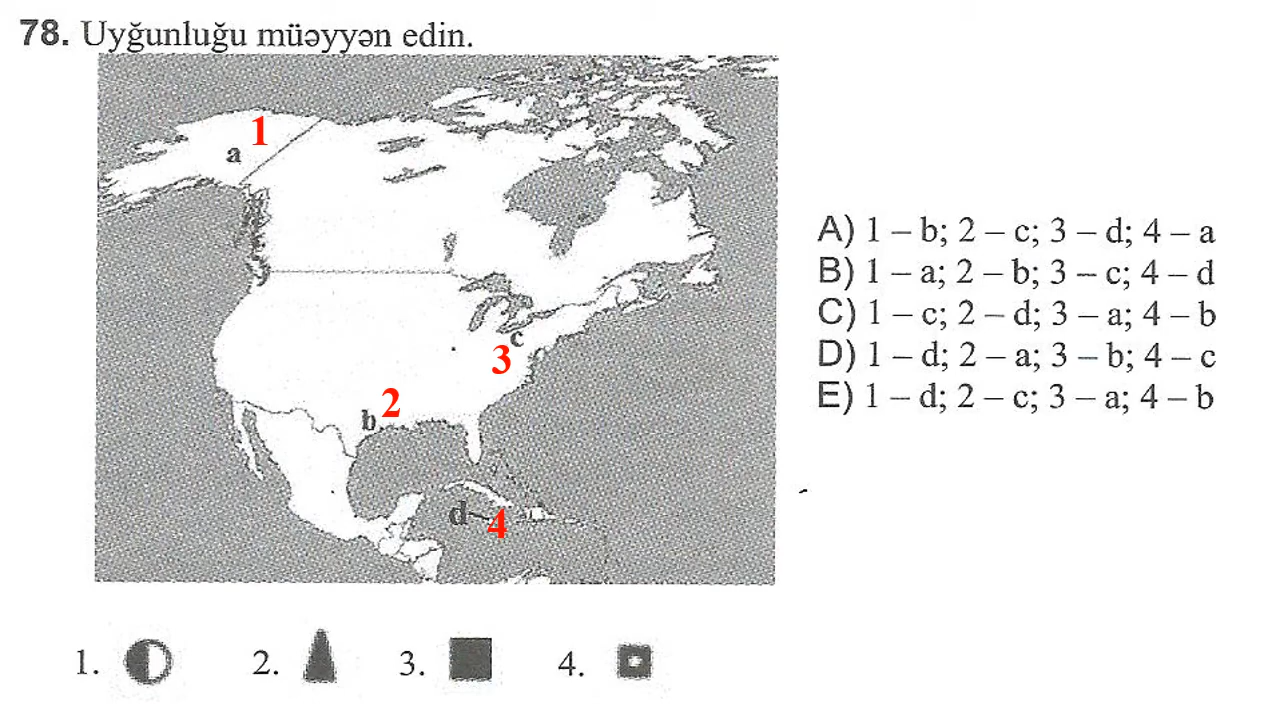 78. Uyğunluğu müəyyən edin.
1
a
c
3
2
b
d
4
A) 1 – b; 2 – c; 3 – d; 4 – a
B) 1 – a; 2 – b; 3 – c; 4 – d
C) 1 – c; 2 – d; 3 – a; 4 – b
D) 1 – d; 2 – a; 3 – b; 4 – c
E) 1 – d; 2 – c; 3 – a; 4 – b
1. 2. 3. 4.